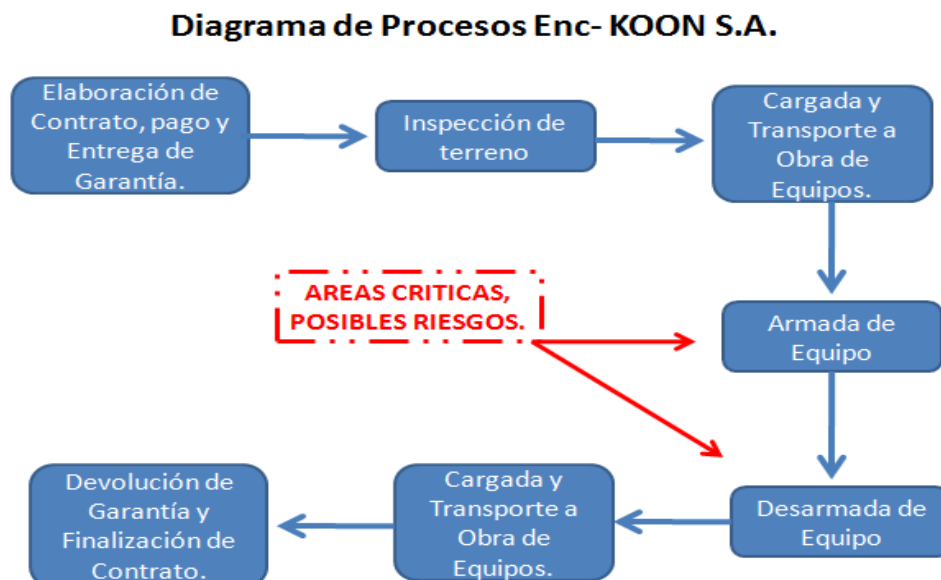 Diagrama de Procesos Enc- KOON S.A.
Elaboración de
Contrato, pago y
Entrega de
Garantía.
Inspección de
terreno
Cargada y
Transporte a
Obra de
Equipos.
AREAS CRITICAS,
POSIBLES RIESGOS.
Armada de
Equipo
Desarmada de
Equipo
Cargada y
Transporte a
Obra de
Equipos.
Devolución de
Garantía y
Finalización de
Contrato.